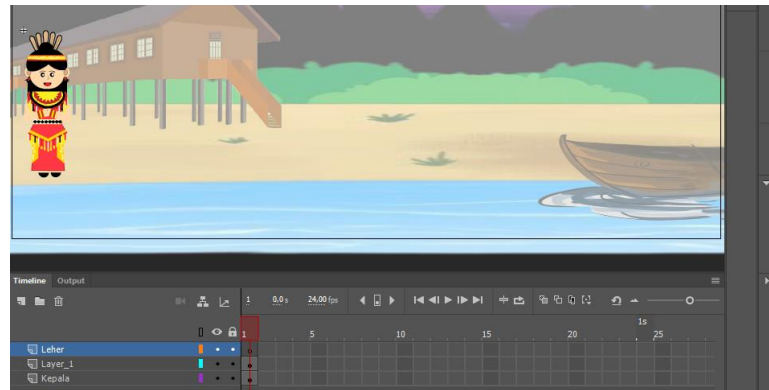 Timeline Output
1 0.0 s 24.00 fps
1s
1 5 10 15 20 25
Leher
Layer_1
Kepala